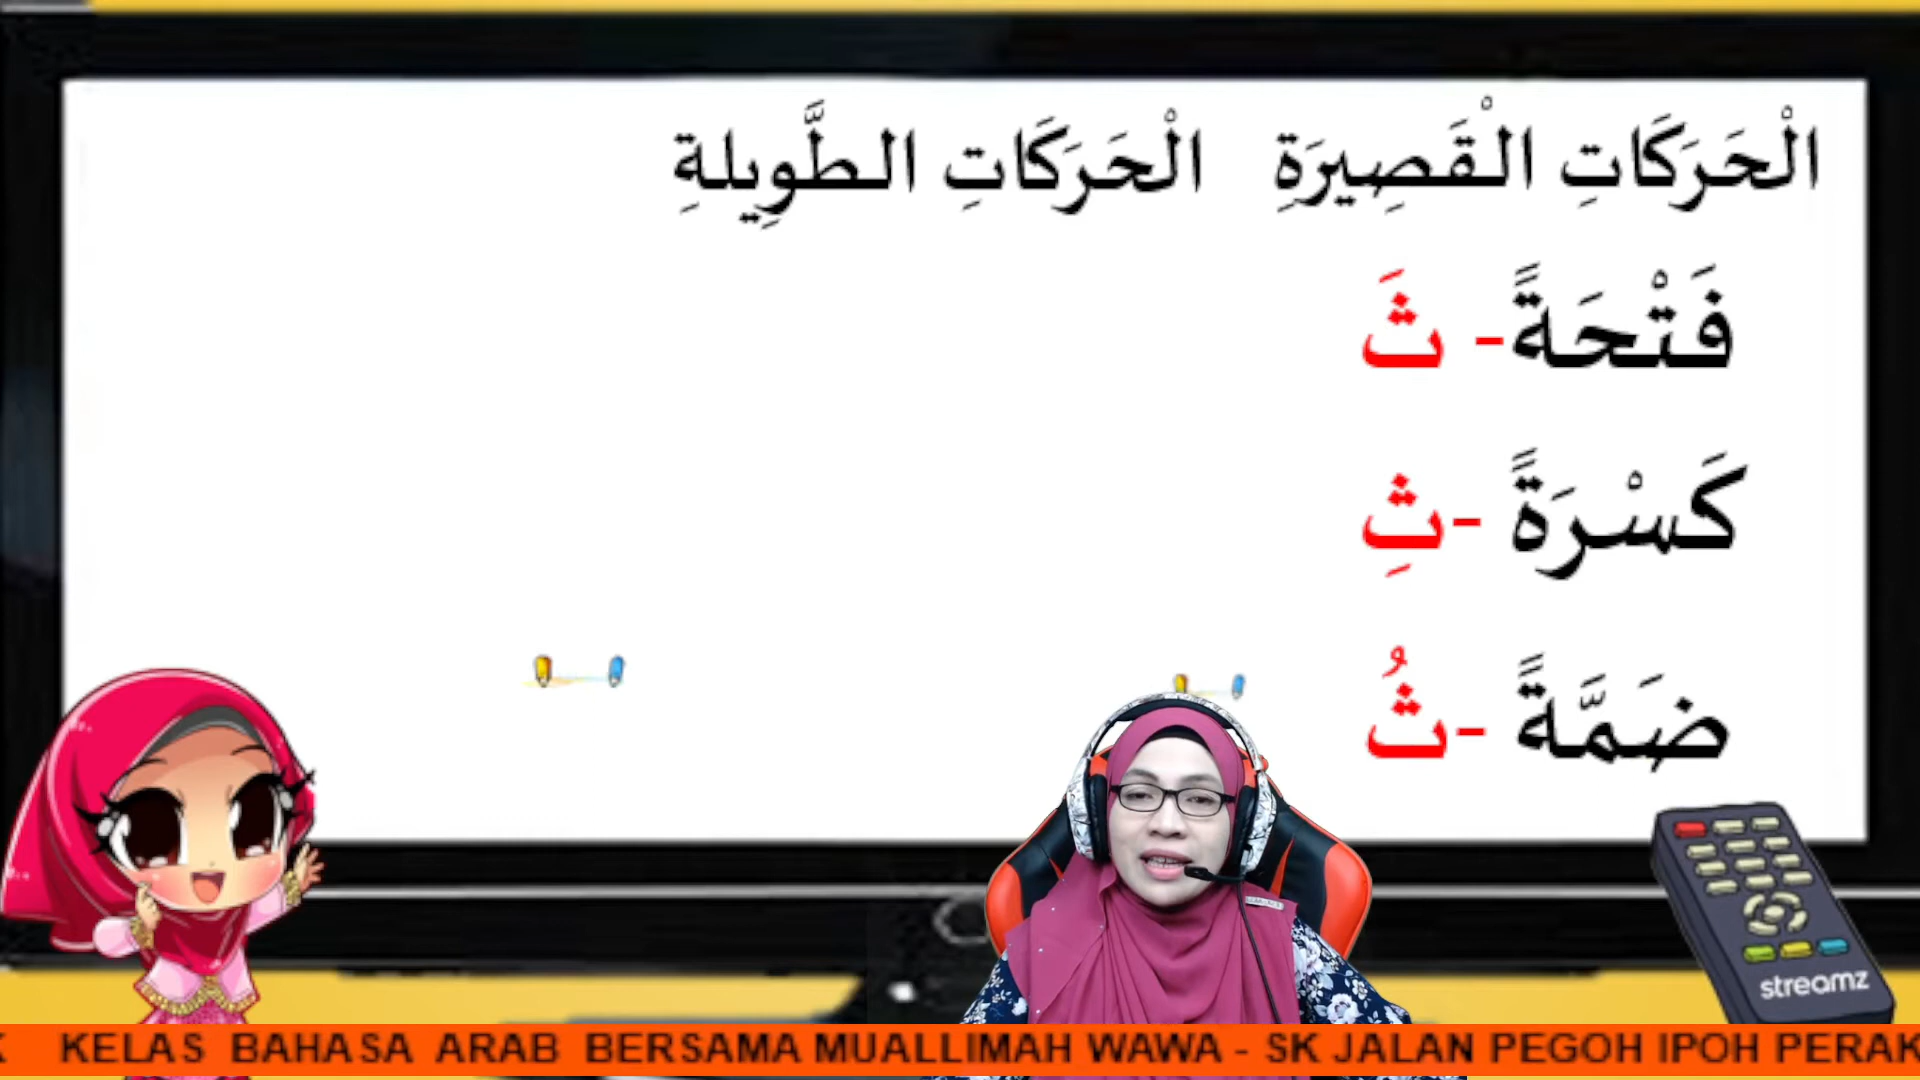 الْحَرَكَاتِ الْقَصِيرَةِ الْحَرَكَاتِ الطَّوِيلةِ
فَتْحَةً - ثَ
كَسْرَةً - ثِ
ضَمَّةً - ثُ
streamz
K KELAS BAHASA ARAB BERSAMA MUALLIMAH WAWA - SK JALAN PEGOH IPOH PERAK